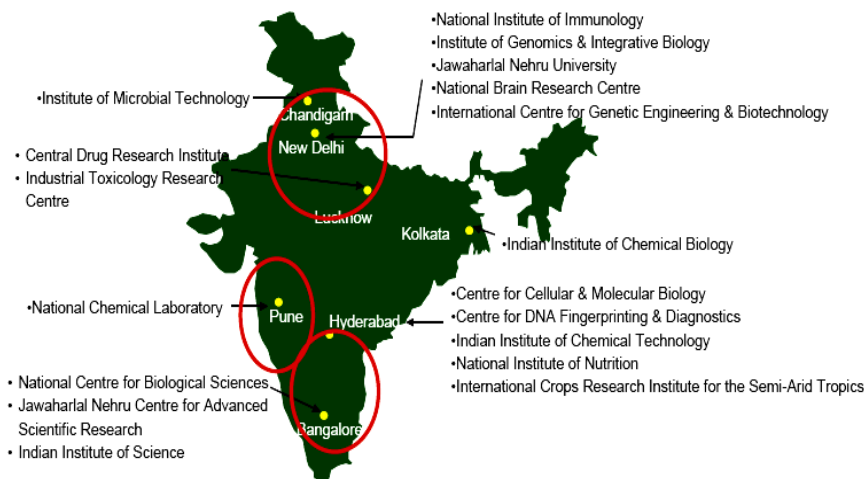 •National Institute of Immunology
•Institute of Genomics & Integrative Biology
•Jawaharlal Nehru University
•National Brain Research Centre
•International Centre for Genetic Engineering & Biotechnology
•Institute of Microbial Technology
Chandigarh
New Delhi
• Central Drug Research Institute
• Industrial Toxicology Research
Centre
Lucknow
Kolkata
•Indian Institute of Chemical Biology
•National Chemical Laboratory
Pune
Hyderabad
•Centre for Cellular & Molecular Biology
•Centre for DNA Fingerprinting & Diagnostics
•Indian Institute of Chemical Technology
•National Institute of Nutrition
•International Crops Research Institute for the Semi-Arid Tropics
• National Centre for Biological Sciences
• Jawaharlal Nehru Centre for Advanced
Scientific Research
• Indian Institute of Science
Bangalore